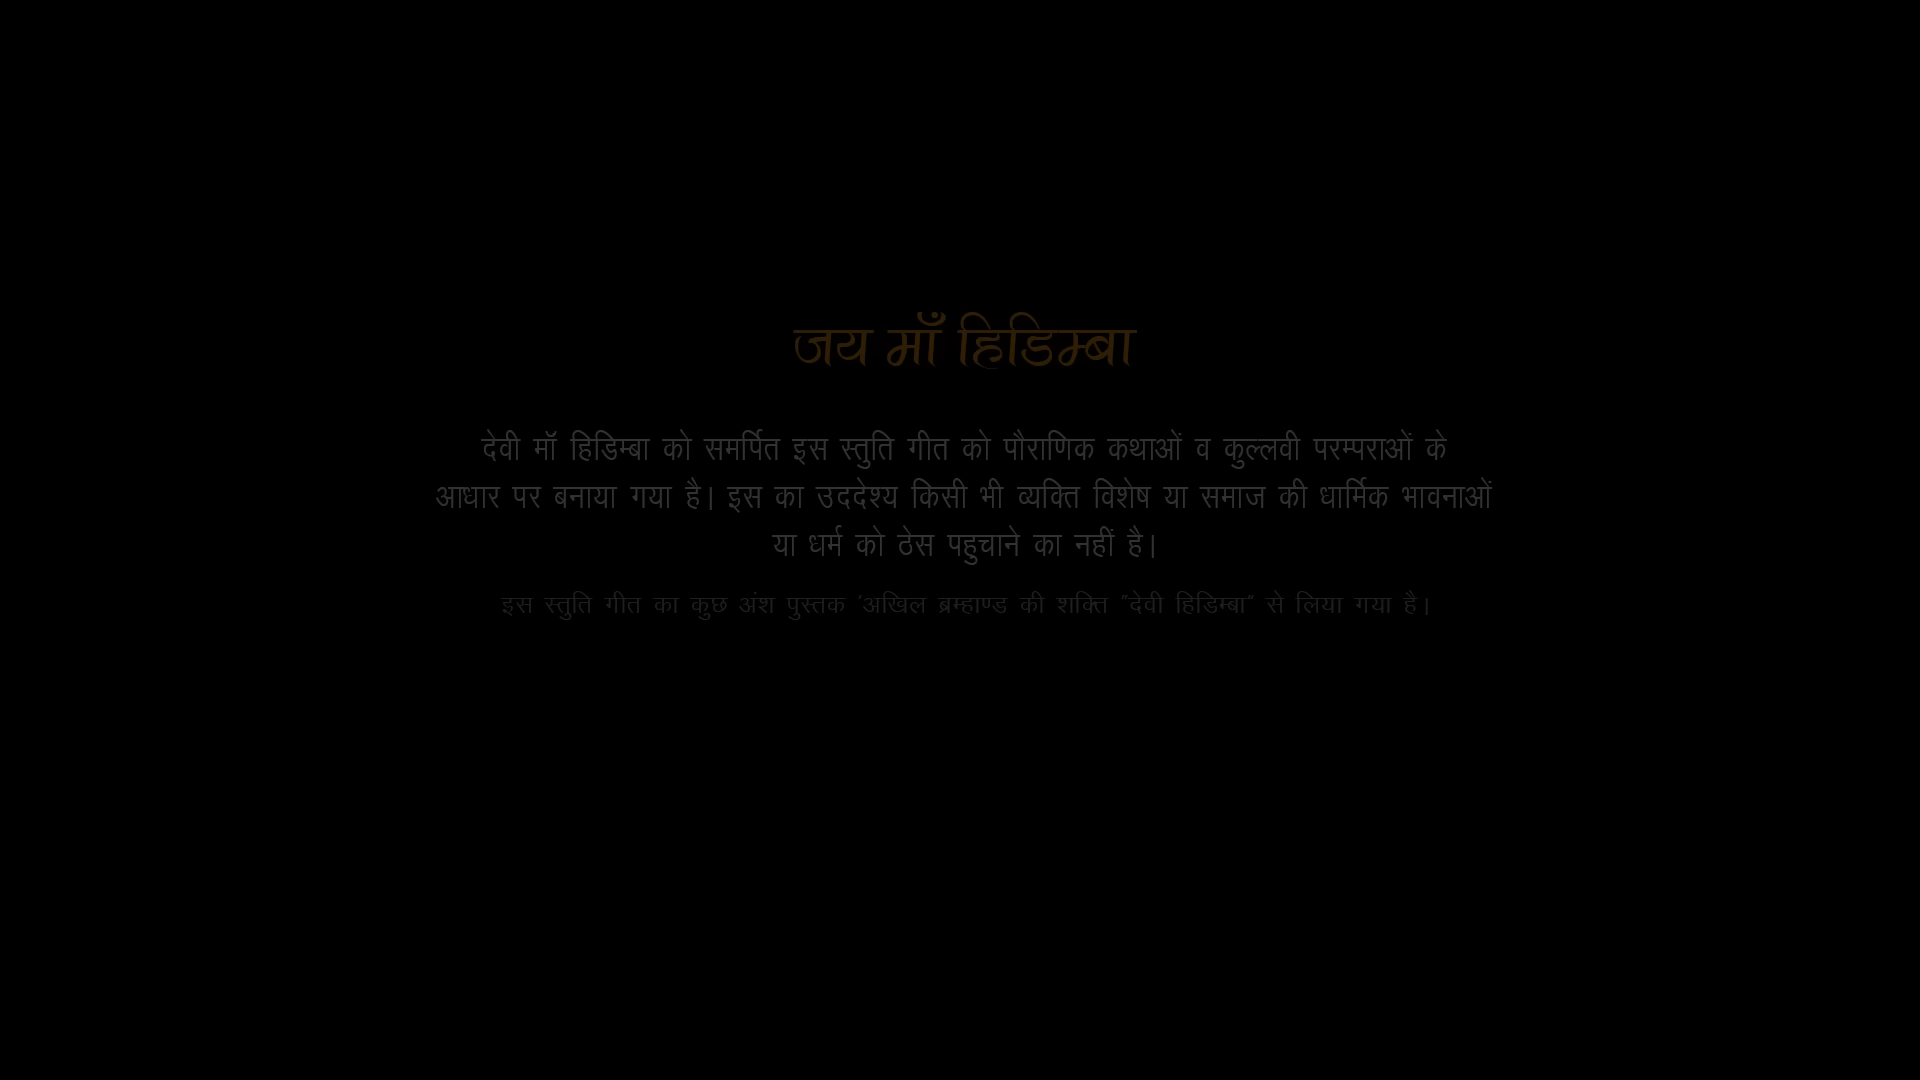 जय माँ हिडिम्बा
देवी मॉ हिडिम्बा को समर्पित इस स्तुति गीत को पौराणिक कथाओं व कुल्लवी परम्पराओं के
आधार पर बनाया गया है। इस का उददेश्य किसी भी व्यक्ति विशेष या समाज की धार्मिक भावनाओं
या धर्म को ठेस पहुचाने का नहीं है।
इस स्तुति गीत का कुछ अंश पुस्तक 'अखिल ब्रम्हाण्ड की शक्ति "देवी हिडिम्बा" से लिया गया है।